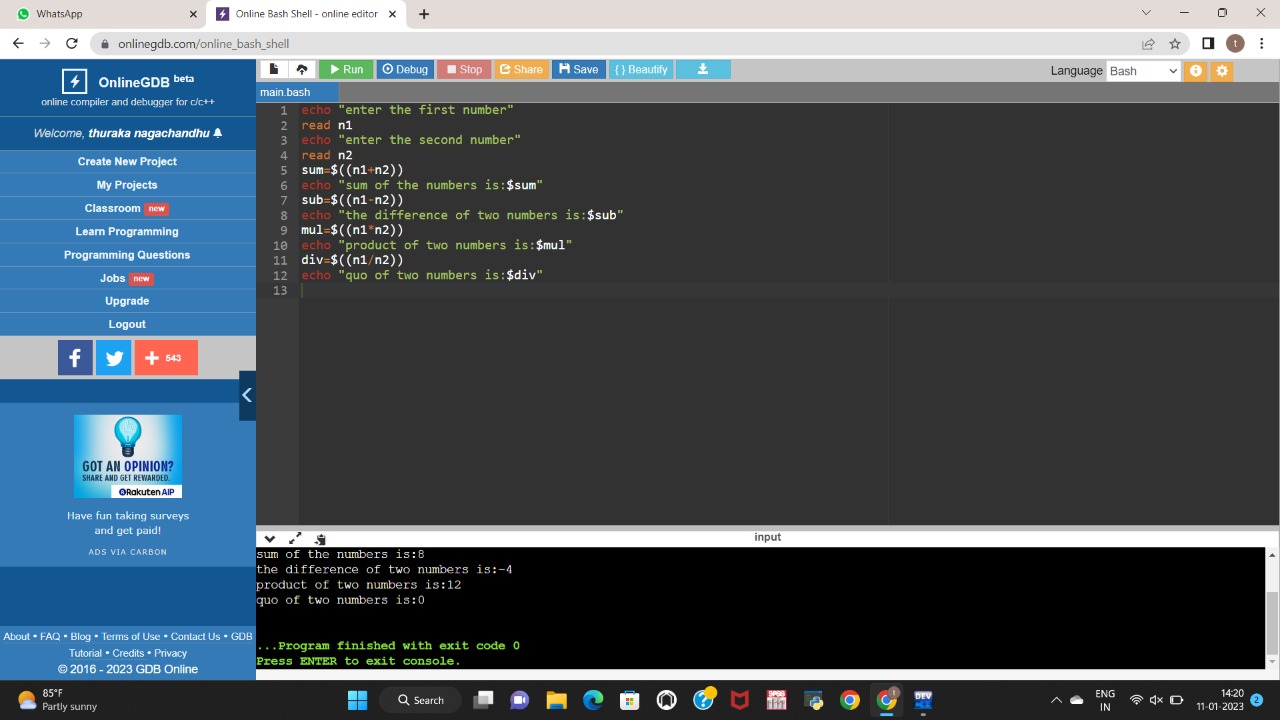 WhatsApp
Online Bash Shell - online editor
onlinegdb.com/online_bash_shell
t
OnlineGDB beta
online compiler and debugger for c/c++
Welcome, thuraka nagachandhu
Create New Project
My Projects
Classroom new
Learn Programming
Programming Questions
Jobs new
Upgrade
Logout
f
543
GOT AN OPINION?
SHARE AND GET REWARDED.
Rakuten AIP
Have fun taking surveys
and get paid!
ADS VIA CARBON
About • FAQ • Blog • Terms of Use • Contact Us • GDB
Tutorial • Credits • Privacy
© 2016 - 2023 GDB Online
Run Debug Stop Share Save { } Beautify
Language Bash
main.bash
1 echo "enter the first number"
2 read n1
3 echo "enter the second number"
4 read n2
5 sum=$((n1+n2))
6 echo "sum of the numbers is:$sum"
7 sub=$((n1-n2))
8 echo "the difference of two numbers is:$sub"
9 mul=$((n1*n2))
10 echo "product of two numbers is:$mul"
11 div=$((n1/n2))
12 echo "quo of two numbers is:$div"
13
input
sum of the numbers is:8
the difference of two numbers is:-4
product of two numbers is:12
quo of two numbers is:0
...Program finished with exit code 0
Press ENTER to exit console.
85°F
Partly sunny
Search
DEV
ENG
IN
14:20
11-01-2023
2